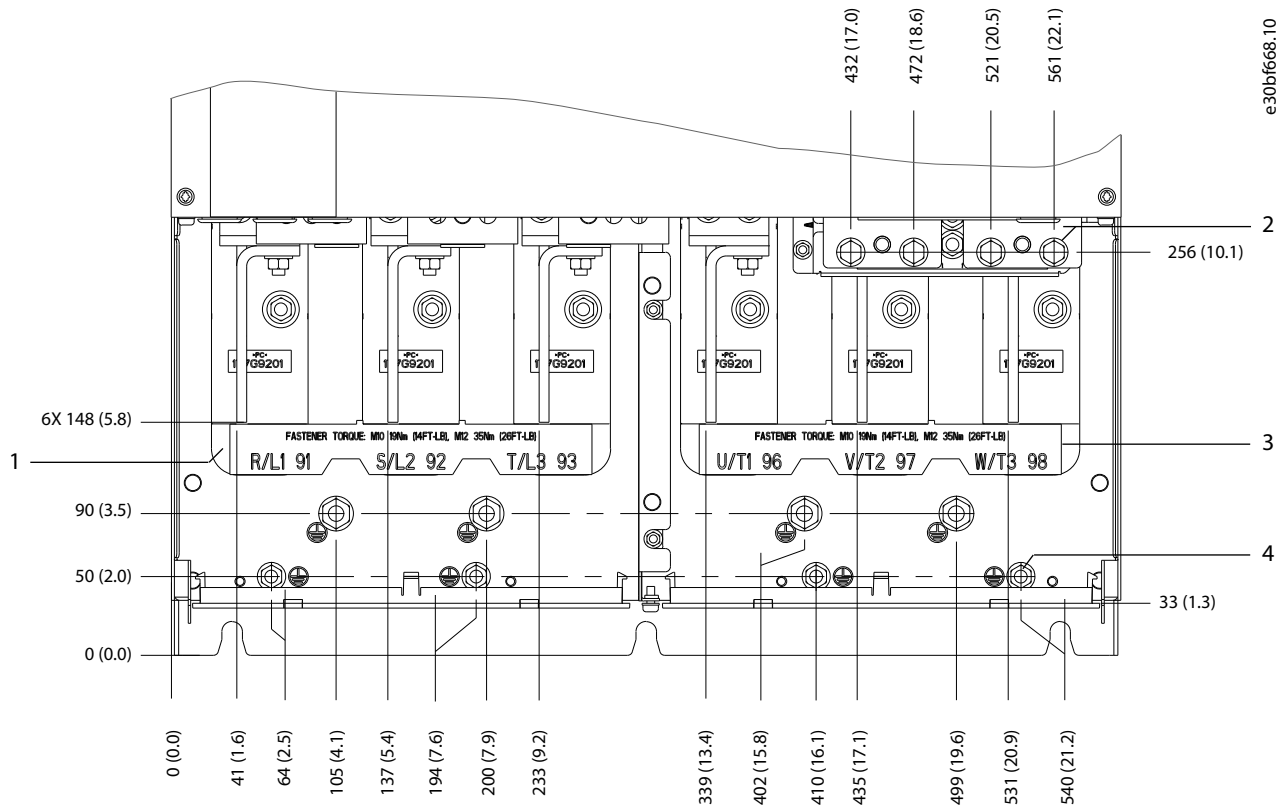 432 (17.0)
472 (18.6)
521 (20.5)
561 (22.1)
e30bf668.10
2
256 (10.1)
•PC•
•PC•
•PC•
•PC•
•PC•
•PC•
6X 148 (5.8)
FASTENER TORQUE: M10 19Nm (14FT-LB), M12 35Nm (26FT-LB)
FASTENER TORQUE: M10 19Nm (14FT-LB), M12 35Nm (26FT-LB)
3
1
R/L1 91
S/L2 92
T/L3 93
U/T1 96
V/T2 97
W/T3 98
90 (3.5)
4
50 (2.0)
33 (1.3)
0 (0.0)
0 (0.0)
41 (1.6)
64 (2.5)
105 (4.1)
137 (5.4)
194 (7.6)
200 (7.9)
233 (9.2)
339 (13.4)
402 (15.8)
410 (16.1)
435 (17.1)
499 (19.6)
531 (20.9)
540 (21.2)